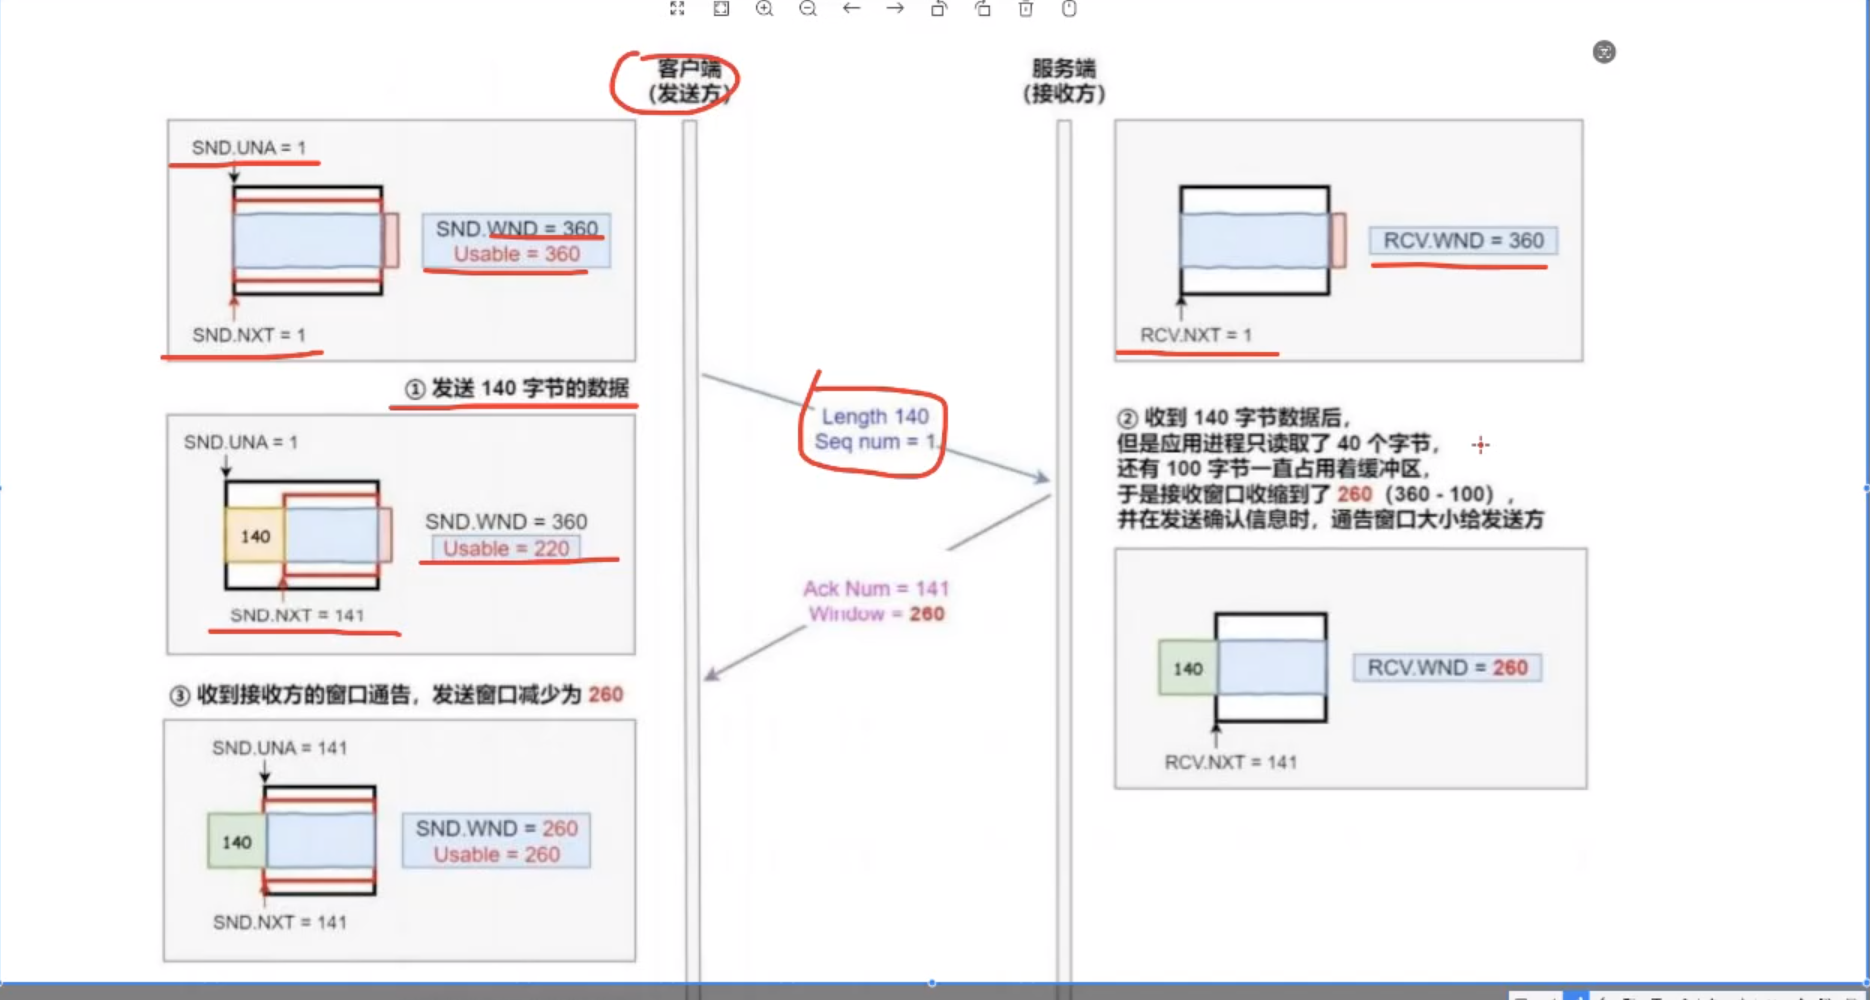 客户端
(发送方)
服务端
(接收方)
SND.UNA = 1
SND.WND = 360
Usable = 360
SND.NXT = 1
RCV.WND = 360
RCV.NXT = 1
① 发送 140 字节的数据
Length 140
Seq num = 1
SND.UNA = 1
140
SND.WND = 360
Usable = 220
SND.NXT = 141
② 收到 140 字节数据后，
但是应用进程只读取了 40 个字节，
还有 100 字节一直占用着缓冲区，
于是接收窗口收缩到了 260（360 - 100），
并在发送确认信息时，通告窗口大小给发送方
Ack Num = 141
Window = 260
140
RCV.WND = 260
RCV.NXT = 141
③ 收到接收方的窗口通告，发送窗口减少为 260
SND.UNA = 141
140
SND.WND = 260
Usable = 260
SND.NXT = 141